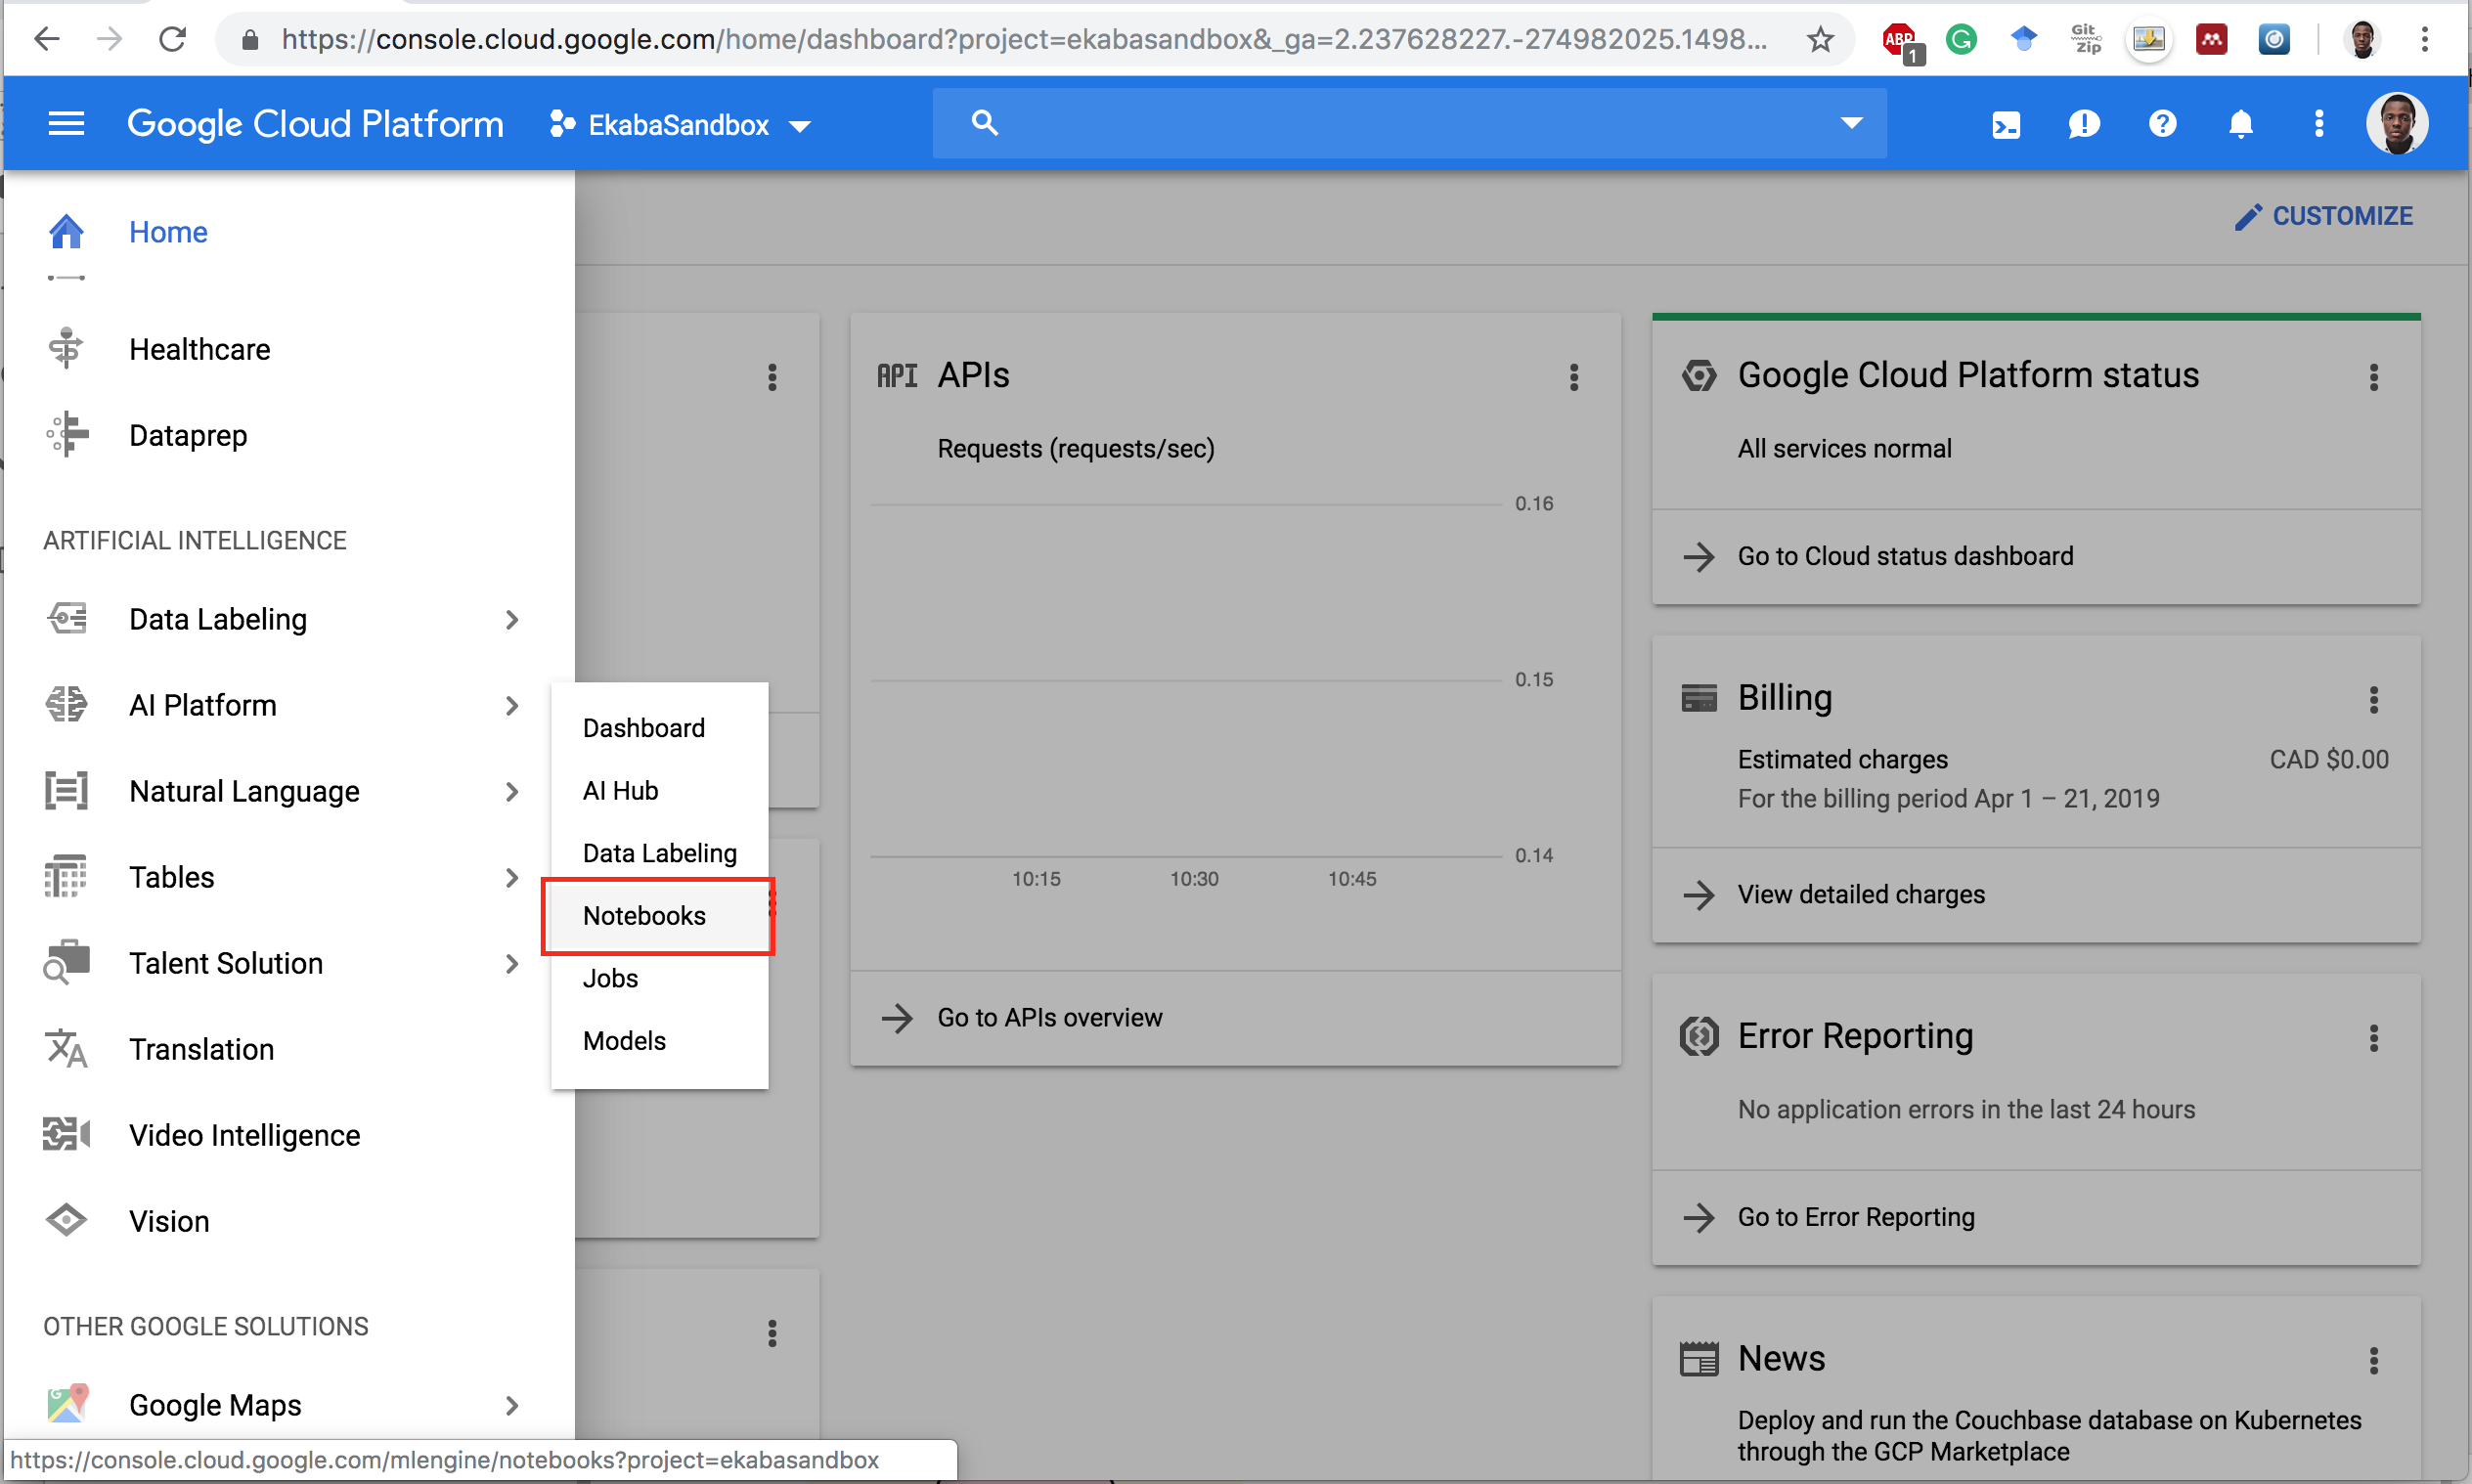 https://console.cloud.google.com/home/dashboard?project=ekabasandbox&_ga=2.237628227.-274982025.1498...
ABP
1
G
Git
Zip
Google Cloud Platform
EkabaSandbox
Home
Healthcare
Dataprep
ARTIFICIAL INTELLIGENCE
Data Labeling
AI Platform
Natural Language
Tables
Talent Solution
Translation
Video Intelligence
Vision
OTHER GOOGLE SOLUTIONS
Google Maps
Dashboard
AI Hub
Data Labeling
Notebooks
Jobs
Models
https://console.cloud.google.com/mlengine/notebooks?project=ekabasandbox
CUSTOMIZE
API APIs
Requests (requests/sec)
0.16
0.15
0.14
10:15 10:30 10:45
Go to APIs overview
Google Cloud Platform status
All services normal
Go to Cloud status dashboard
Billing
Estimated charges CAD $0.00
For the billing period Apr 1 – 21, 2019
View detailed charges
Error Reporting
No application errors in the last 24 hours
Go to Error Reporting
News
Deploy and run the Couchbase database on Kubernetes
through the GCP Marketplace